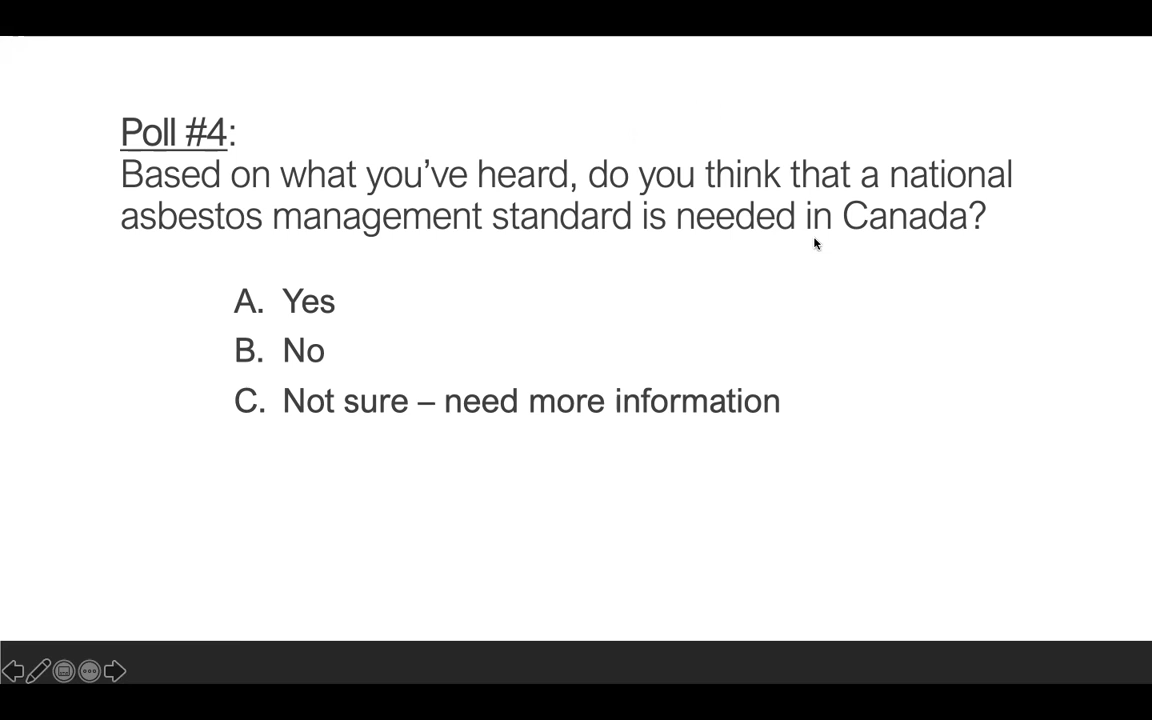 Poll #4:
Based on what you’ve heard, do you think that a national
asbestos management standard is needed in Canada?
A. Yes
B. No
C. Not sure – need more information